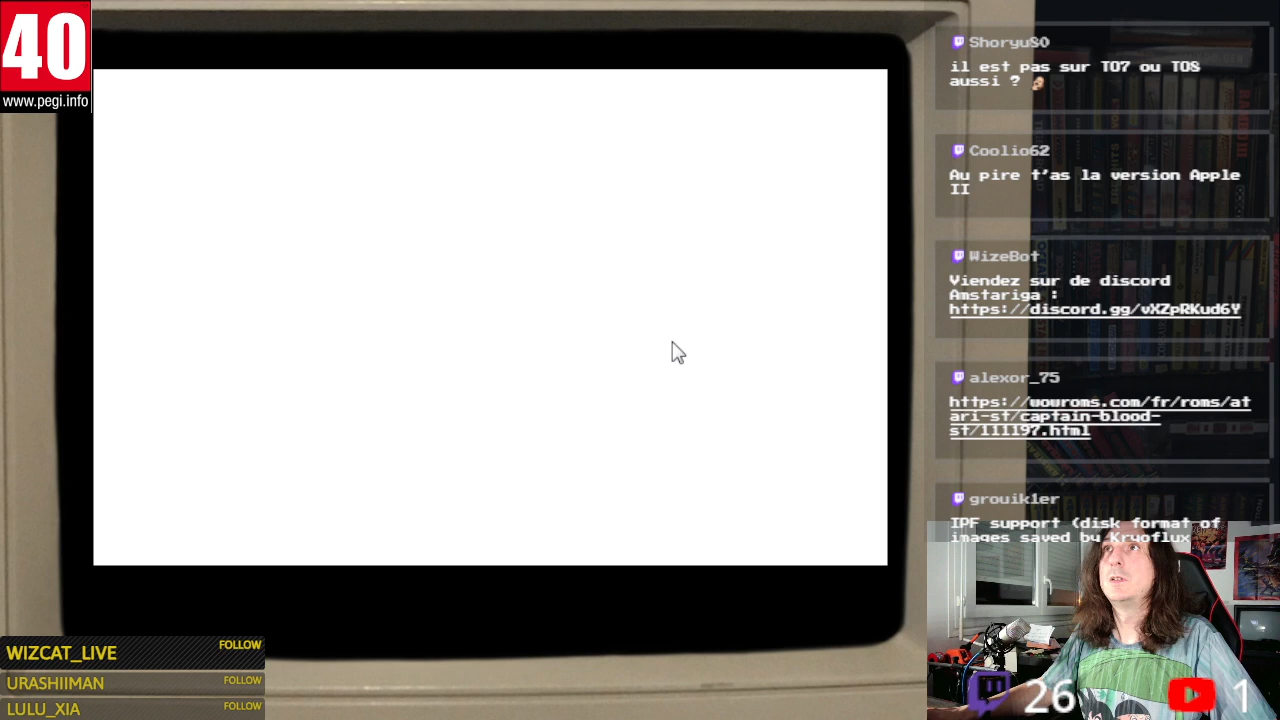 40
www.pegi.info
Shoryu80
il est pas sur TO7 ou TO8
aussi ?
Coolio62
Au pire t'as la version Apple
II
WizeBot
Viendez sur de discord
Amstariga :
https://discord.gg/vXZpRKud6Y
alexor_75
https://wowroms.com/fr/roms/at
ari-st/captain-blood-
st/111197.html
grouik1er
IPF support (disk format of
images saved by Kryoflux
WIZCAT_LIVE FOLLOW
URASHIIMAN FOLLOW
LULU_XIA FOLLOW
26
1